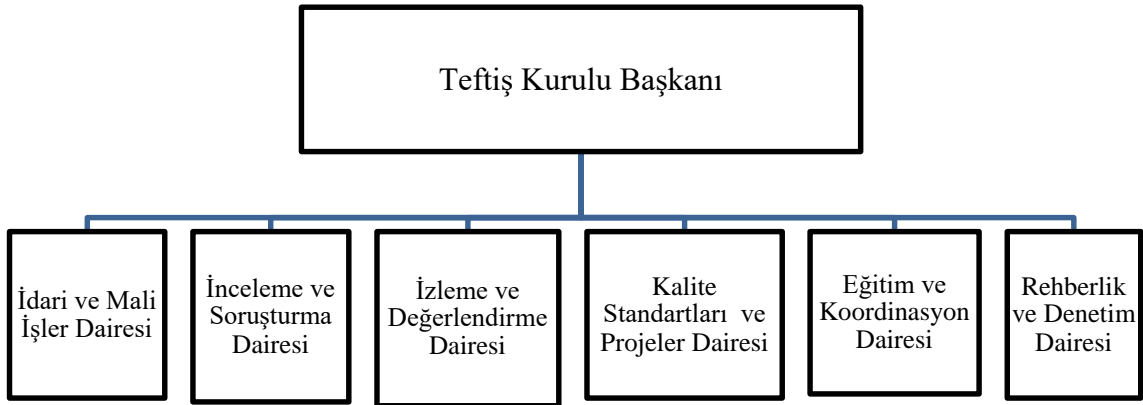 Teftiş Kurulu Başkanı
İdari ve Mali
İşler Dairesi
İnceleme ve
Soruşturma
Dairesi
İzleme ve
Değerlendirme
Dairesi
Kalite
Standartları ve
Projeler Dairesi
Eğitim ve
Koordinasyon
Dairesi
Rehberlik
ve Denetim
Dairesi